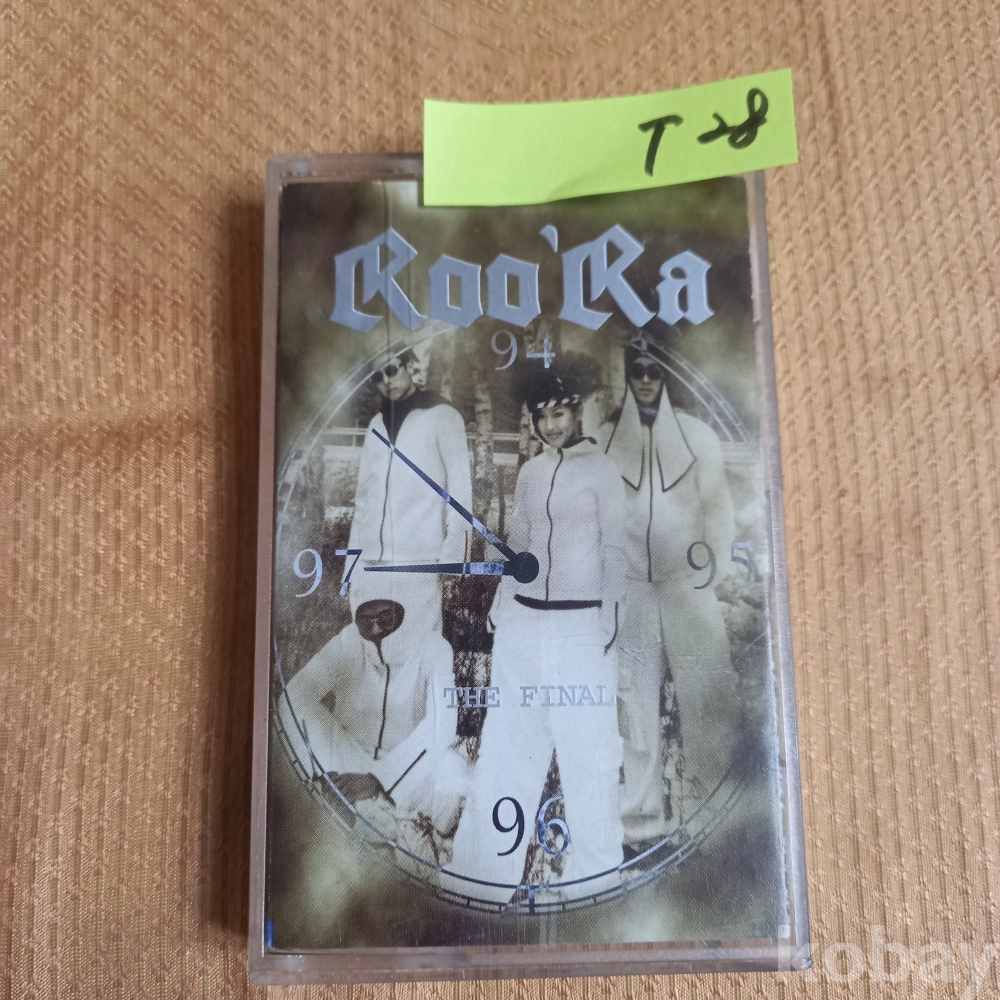 T 28
Roo'Ra
94
97
95
THE FINAL
96
kobay